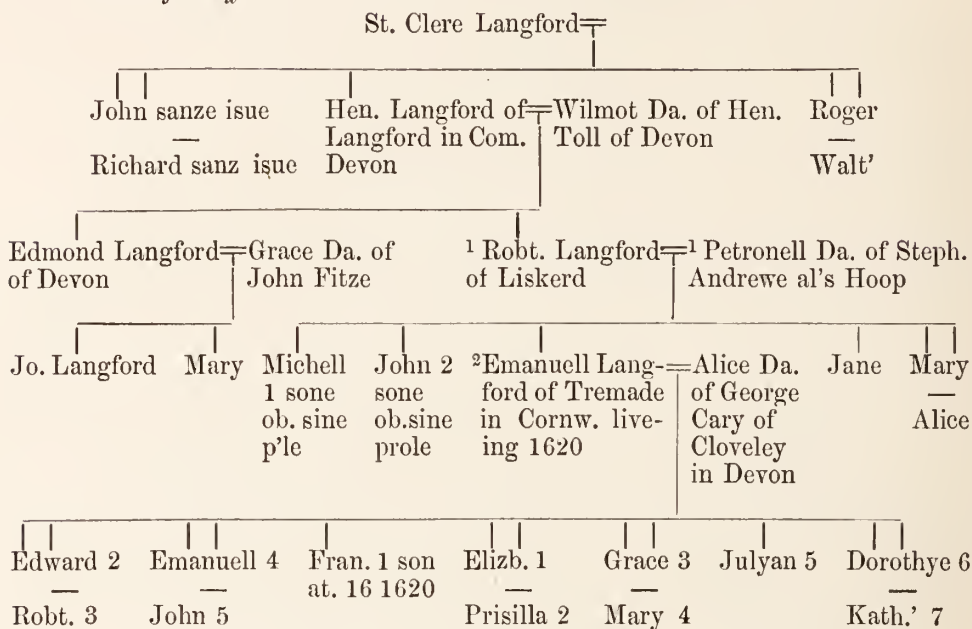 St. Clere Langford
John sanze isue
Richard sanz isue
Hen. Langford of
Langford in Com.
Devon
Wilmot Da. of Hen.
Toll of Devon
Roger
Walt'
Edmond Langford
of Devon
Grace Da. of
John Fitze
1 Robt. Langford
of Liskerd
1 Petronell Da. of Steph.
Andrewe al's Hoop
Jo. Langford
Mary
Michell
1 sone
ob. sine
p'le
John 2
sone
ob.sine
prole
2 Emanuell Lang-
ford of Tremade
in Cornw. live-
ing 1620
Alice Da.
of George
Cary of
Cloveley
in Devon
Jane
Mary
Alice
Edward 2
Robt. 3
Emanuell 4
John 5
Fran. 1 son
at. 16 1620
Elizb. 1
Prisilla 2
Grace 3
Mary 4
Julyan 5
Dorothye 6
Kath.' 7